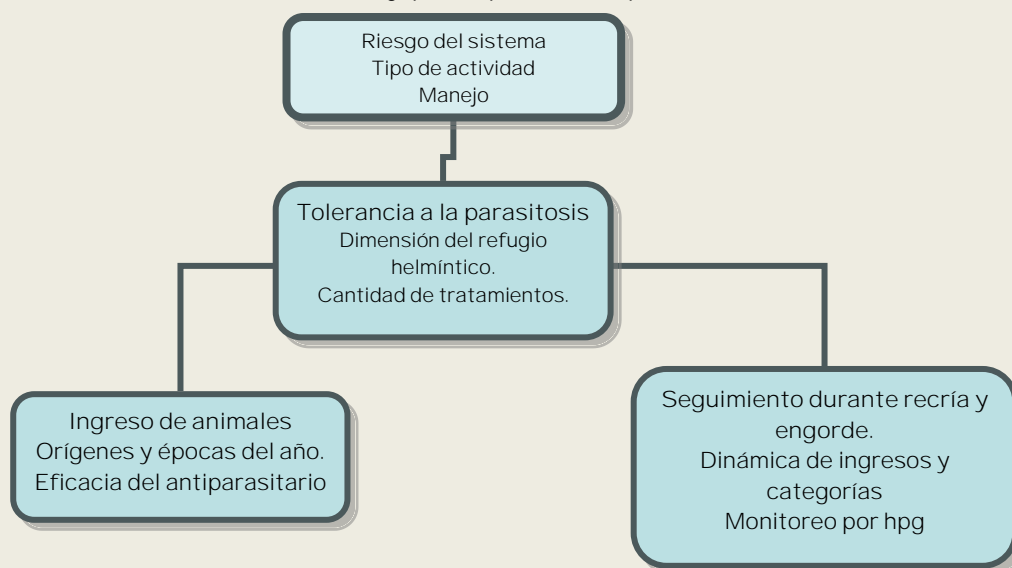 Riesgo del sistema
Tipo de actividad
Manejo
Tolerancia a la parasitosis
Dimensión del refugio
helmíntico.
Cantidad de tratamientos.
Ingreso de animales
Orígenes y épocas del año.
Eficacia del antiparasitario
Seguimiento durante recría y
engorde.
Dinámica de ingresos y
categorías
Monitoreo por hpg